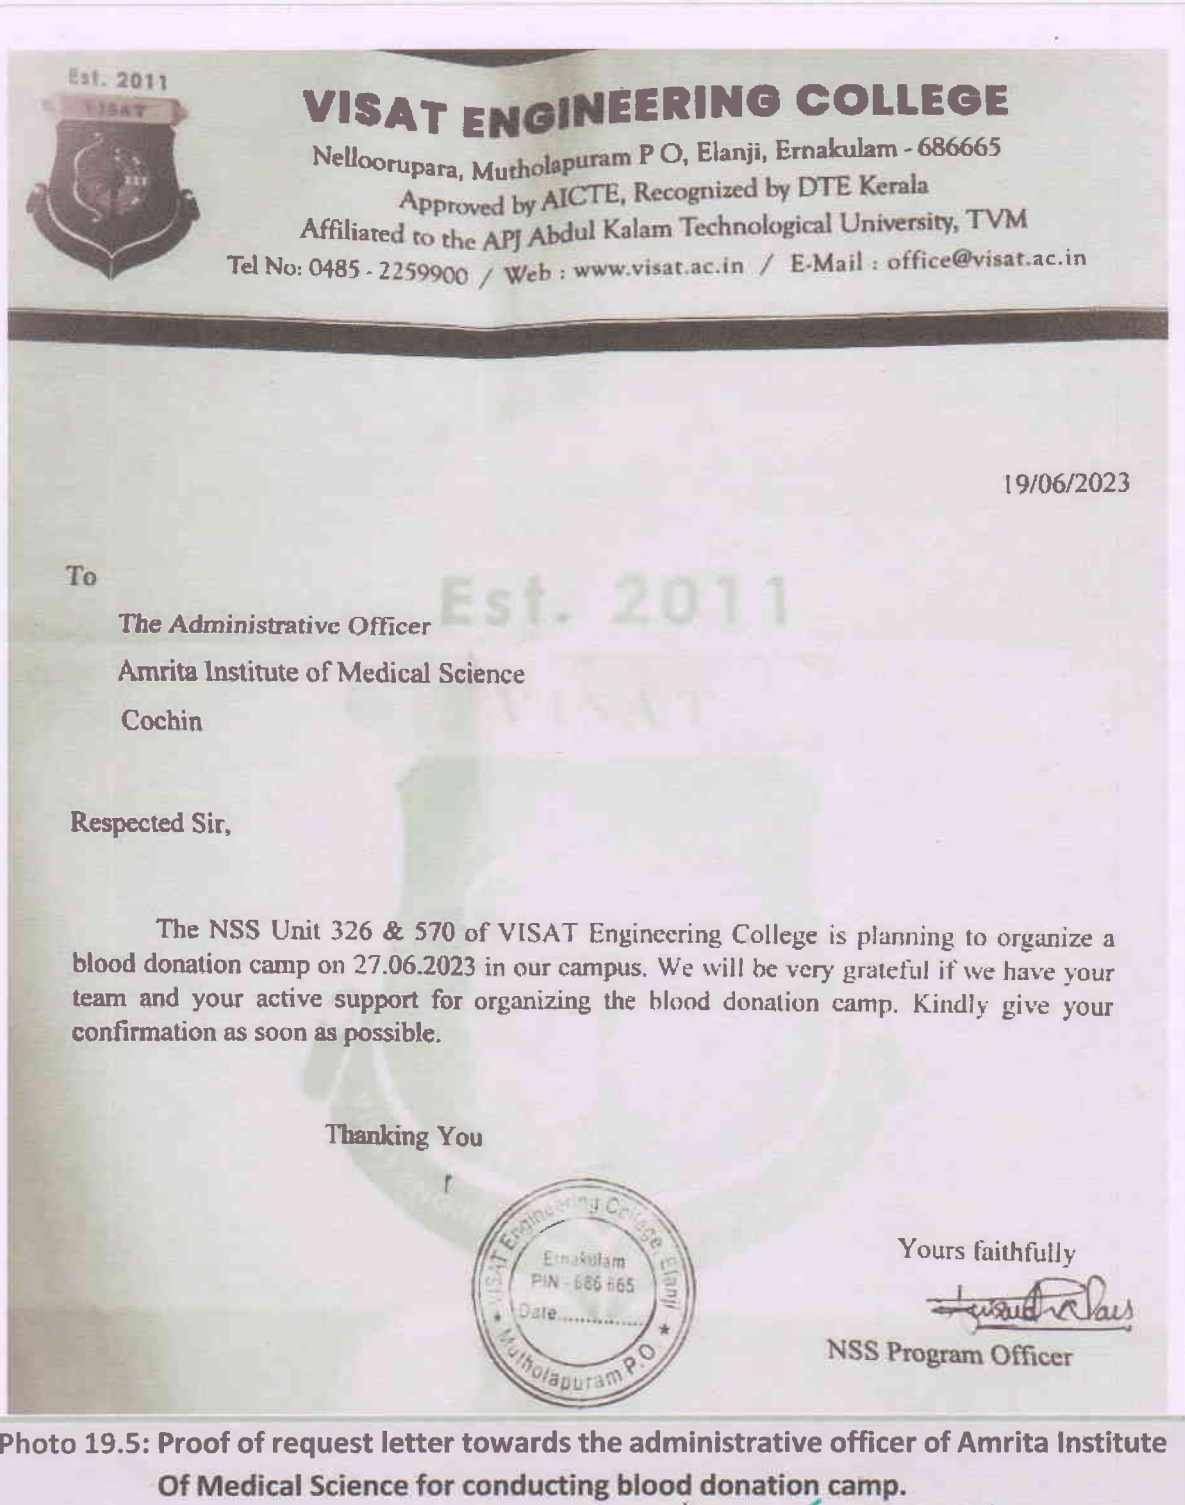 Est. 2011
VISAT
VISAT ENGINEERING COLLEGE
Nelloorupara, Mutholapuram P O, Elanji, Ernakulam - 686665
Approved by AICTE, Recognized by DTE Kerala
Affiliated to the APJ Abdul Kalam Technological University, TVM
Tel No: 0485 - 2259900 / Web : www.visat.ac.in / E-Mail : office@visat.ac.in
19/06/2023
To
Est. 2011
The Administrative Officer
Amrita Institute of Medical Science
VISAT
Cochin
Respected Sir,
The NSS Unit 326 & 570 of VISAT Engineering College is planning to organize a
blood donation camp on 27.06.2023 in our campus. We will be very grateful if we have your
team and your active support for organizing the blood donation camp. Kindly give your
confirmation as soon as possible.
Thanking You
VISAT Engineering College, Elanji
Ernakulam
PIN - 686 665
Date..............
★ Mutholapuram P.O. ★
Yours faithfully
NSS Program Officer
Photo 19.5: Proof of request letter towards the administrative officer of Amrita Institute
Of Medical Science for conducting blood donation camp.